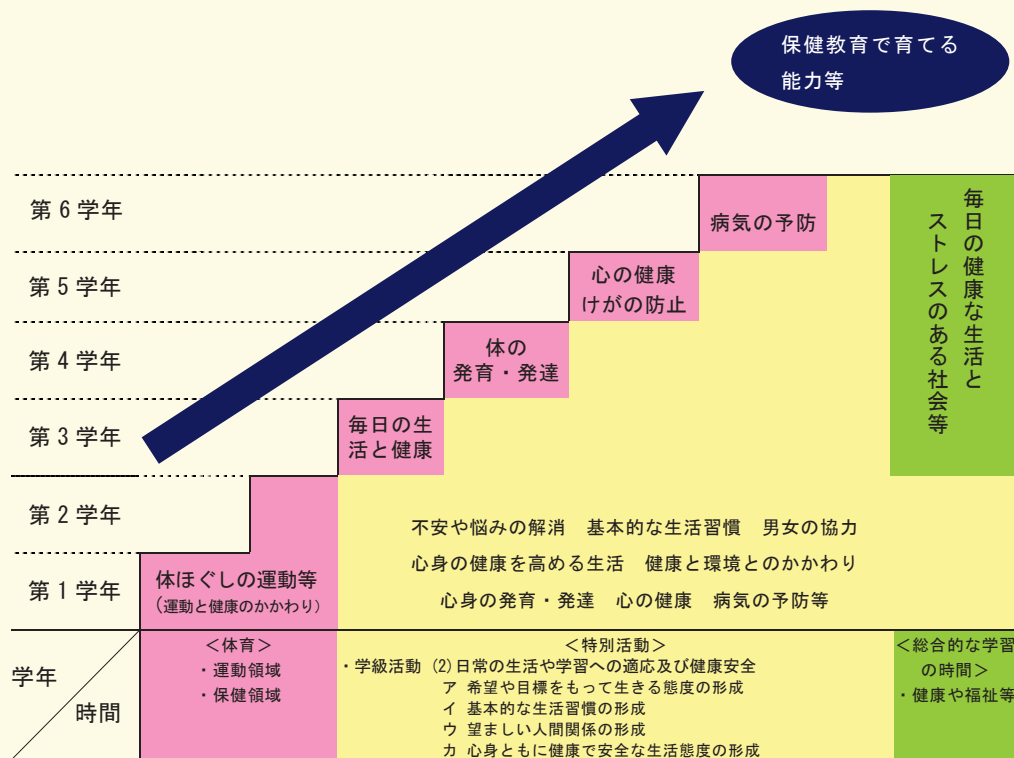 保健教育で育てる
能力等
第6学年
病気の予防
第5学年
心の健康
けがの防止
第4学年
体の
発育・発達
第3学年
毎日の生
活と健康
毎日の健康な生活と
ストレスのある社会等
第2学年
不安や悩みの解消 基本的な生活習慣 男女の協力
心身の健康を高める生活 健康と環境とのかかわり
心身の発育・発達 心の健康 病気の予防等
第1学年
体ほぐしの運動等
(運動と健康のかかわり)
学年
時間
<体育>
・運動領域
・保健領域
<特別活動>
・学級活動 (2)日常の生活や学習への適応及び健康安全
ア 希望や目標をもって生きる態度の形成
イ 基本的な生活習慣の形成
ウ 望ましい人間関係の形成
カ 心身ともに健康で安全な生活態度の形成
<総合的な学習
の時間>
・健康や福祉等